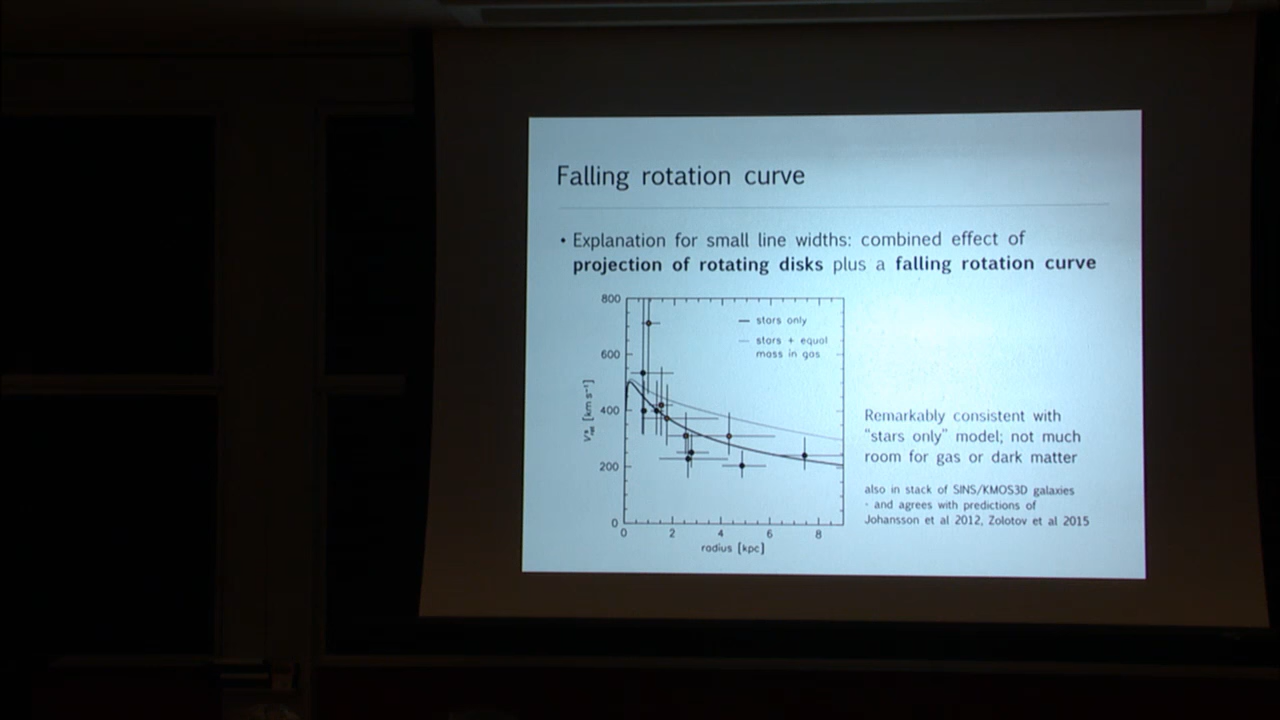 Falling rotation curve
• Explanation for small line widths: combined effect of
projection of rotating disks plus a falling rotation curve
800
600
400
200
0
[km s⁻¹]
stars only
stars + equal
mass in gas
0 2 4 6 8
radius [kpc]
Remarkably consistent with
"stars only" model; not much
room for gas or dark matter
also in stack of SINS/KMOS3D galaxies
- and agrees with predictions of
Johansson et al 2012, Zolotov et al 2015